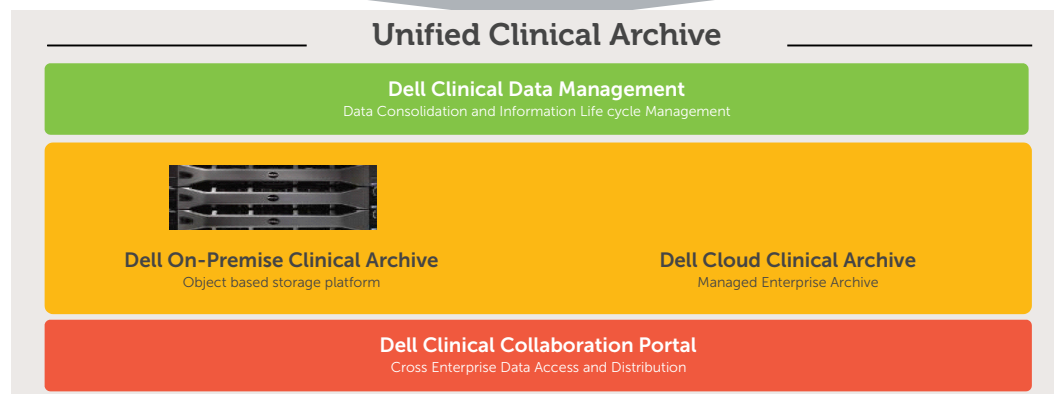 Unified Clinical Archive
Dell Clinical Data Management
Data Consolidation and Information Life cycle Management
Dell On-Premise Clinical Archive
Object based storage platform
Dell Cloud Clinical Archive
Managed Enterprise Archive
Dell Clinical Collaboration Portal
Cross Enterprise Data Access and Distribution